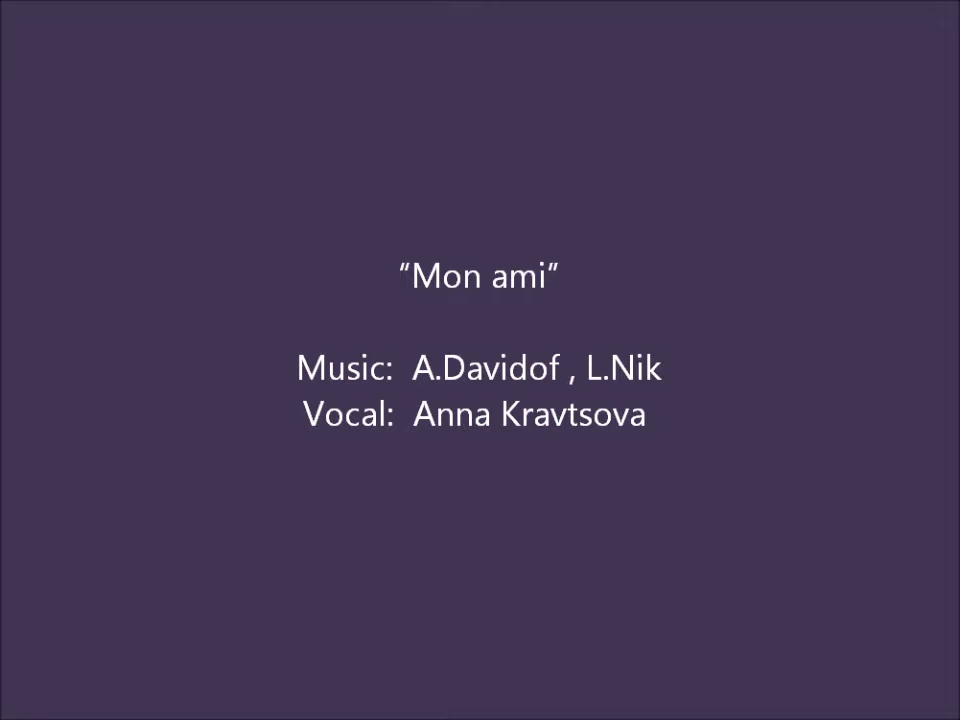 “Mon ami”
Music: A.Davidof , L.Nik
Vocal: Anna Kravtsova